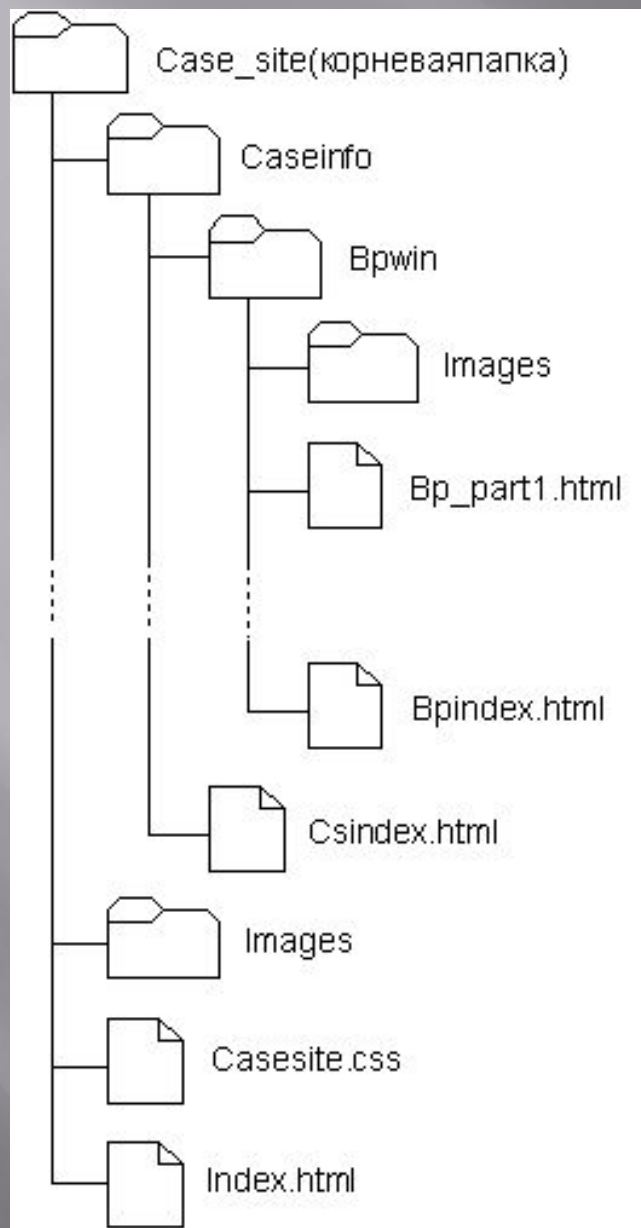 Case_site(корневаяпапка)
Caseinfo
Bpwin
Images
Bp_part1.html
Bpindex.html
Csindex.html
Images
Casesite.css
Index.html